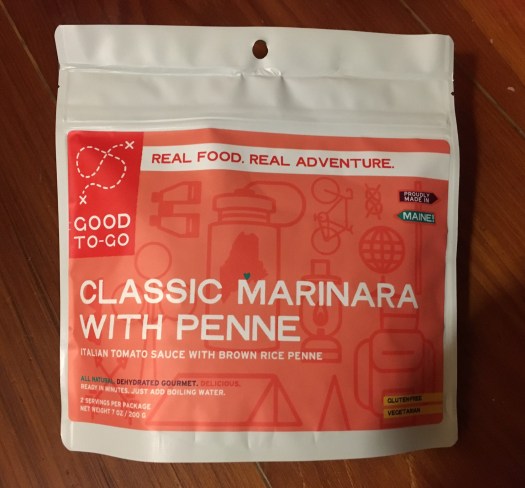 REAL FOOD. REAL ADVENTURE.
GOOD
TO-GO
PROUDLY
MADE IN
MAINE!
CLASSIC MARINARA
WITH PENNE
ITALIAN TOMATO SAUCE WITH BROWN RICE PENNE
ALL NATURAL. DEHYDRATED GOURMET. DELICIOUS.
READY IN MINUTES. JUST ADD BOILING WATER.
2 SERVINGS PER PACKAGE
NET WEIGHT 7 OZ / 200 G
GLUTEN FREE
VEGETARIAN